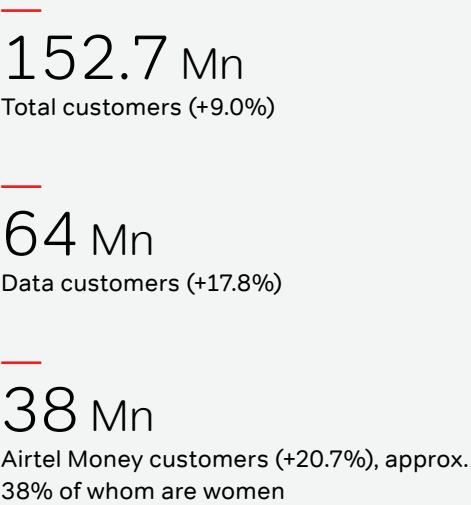 152.7 Mn
Total customers (+9.0%)
64 Mn
Data customers (+17.8%)
38 Mn
Airtel Money customers (+20.7%), approx.
38% of whom are women